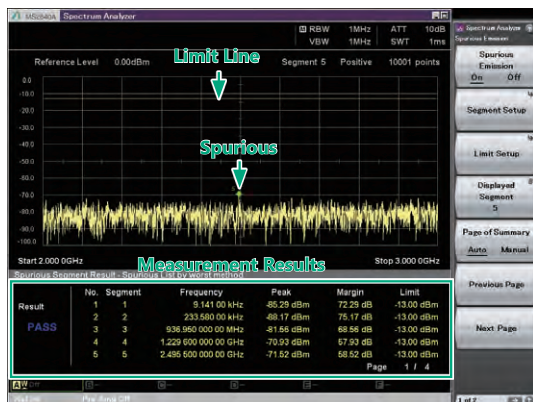 MS2840A Spectrum Analyzer
RBW 1MHz ATT 10dB
VBW 1MHz SWT 1ms
Reference Level 0.00dBm Segment 5 Positive 10001 points
Limit Line
0.0
-10.0
-20.0
-30.0
-40.0
-50.0
-60.0
-70.0
-80.0
-90.0
-100.0
Spurious
Start 2.000 0GHz Stop 3.000 0GHz
Measurement Results
Spurious Segment Result - Spurious List by worst method
No. Segment Frequency Peak Margin Limit
Result
PASS
1 1 9.141 00 kHz -85.29 dBm 72.29 dB -13.00 dBm
2 2 233.580 00 kHz -88.17 dBm 75.17 dB -13.00 dBm
3 3 936.950 000 00 MHz -81.56 dBm 68.56 dB -13.00 dBm
4 4 1.229 600 000 00 GHz -70.93 dBm 57.93 dB -13.00 dBm
5 5 2.495 500 000 00 GHz -71.52 dBm 58.52 dB -13.00 dBm
Page 1 / 4
Spectrum Analyzer
Spurious Emission
Spurious
Emission
On Off
Segment Setup
Limit Setup
Displayed
Segment
5
Page of Summary
Auto Manual
Previous Page
Next Page
1 of 2